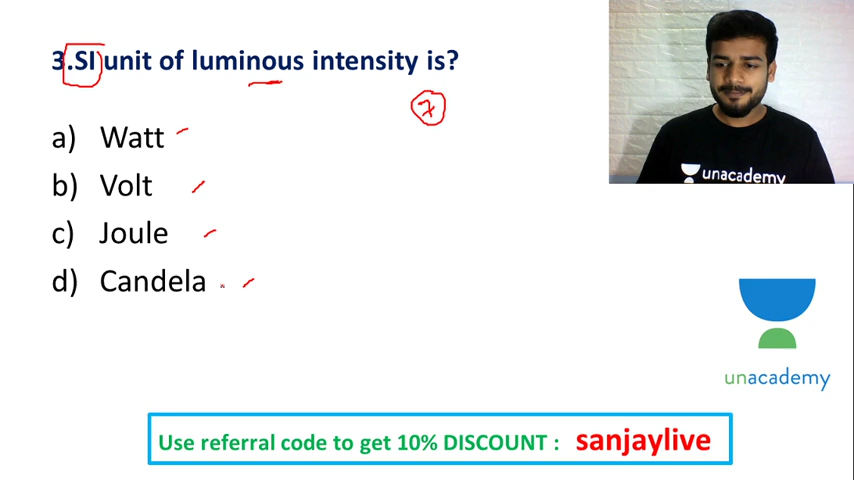 3.SI unit of luminous intensity is?
7
a) Watt
b) Volt
c) Joule
d) Candela
unacademy
unacademy
Use referral code to get 10% DISCOUNT : sanjaylive